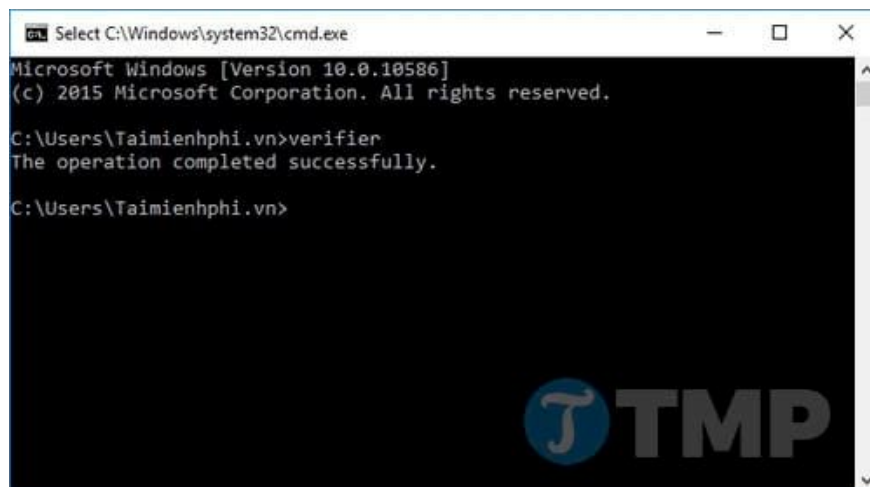 Select C:\Windows\system32\cmd.exe
Microsoft Windows [Version 10.0.10586]
(c) 2015 Microsoft Corporation. All rights reserved.
C:\Users\Taimienhphi.vn>verifier
The operation completed successfully.
C:\Users\Taimienhphi.vn>
TMP